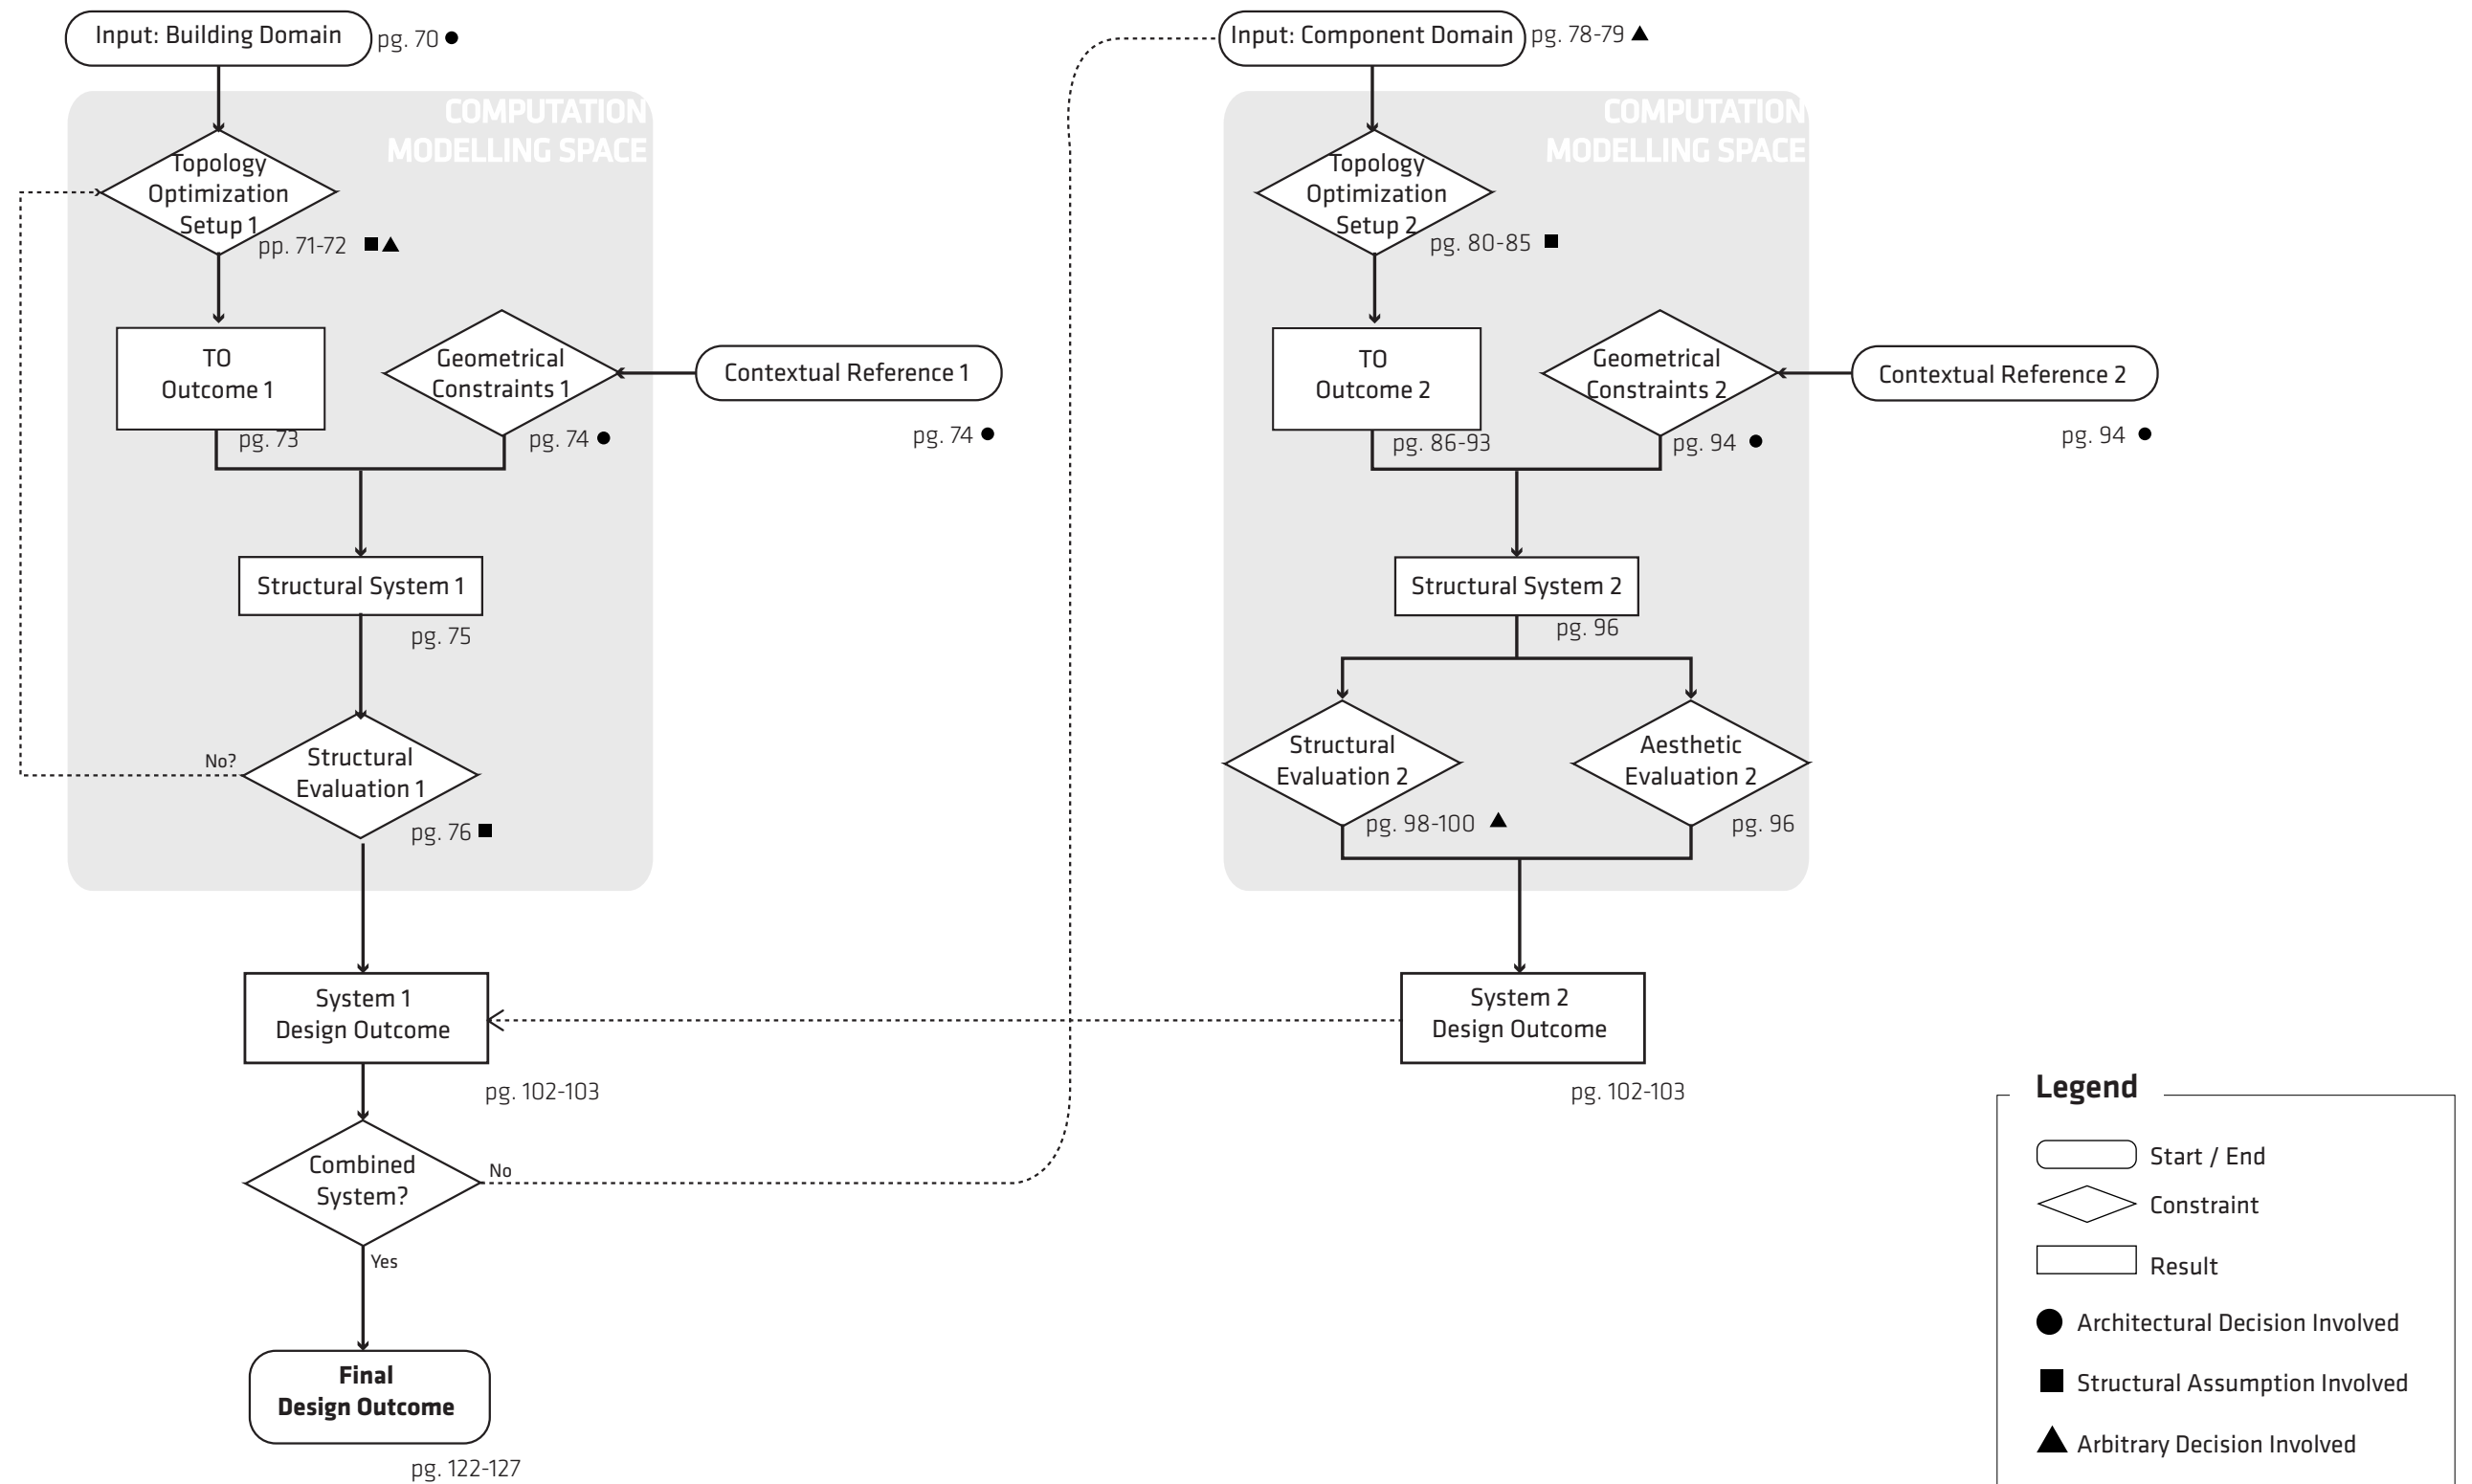 Input: Building Domain
pg. 70
COMPUTATION
MODELLING SPACE
Topology
Optimization
Setup 1
pp. 71-72
TO
Outcome 1
pg. 73
Geometrical
Constraints 1
pg. 74
Contextual Reference 1
pg. 74
Structural System 1
pg. 75
No?
Structural
Evaluation 1
pg. 76
System 1
Design Outcome
pg. 102-103
Combined
System?
No
Yes
Final
Design Outcome
pg. 122-127
Input: Component Domain
pg. 78-79
COMPUTATION
MODELLING SPACE
Topology
Optimization
Setup 2
pg. 80-85
TO
Outcome 2
pg. 86-93
Geometrical
Constraints 2
pg. 94
Contextual Reference 2
pg. 94
Structural System 2
pg. 96
Structural
Evaluation 2
pg. 98-100
Aesthetic
Evaluation 2
pg. 96
System 2
Design Outcome
pg. 102-103
Legend
Start / End
Constraint
Result
Architectural Decision Involved
Structural Assumption Involved
Arbitrary Decision Involved